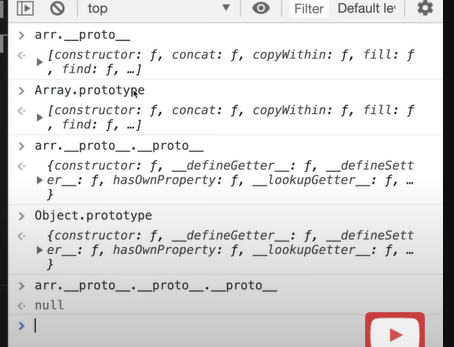 top
Filter
Default le
> arr.__proto__
[constructor: ƒ, concat: ƒ, copyWithin: ƒ, fill: ƒ
, find: ƒ, …]
> Array.prototype
[constructor: ƒ, concat: ƒ, copyWithin: ƒ, fill: ƒ
, find: ƒ, …]
> arr.__proto__.__proto__
{constructor: ƒ, __defineGetter__: ƒ, __defineSett
er__: ƒ, hasOwnProperty: ƒ, __lookupGetter__: ƒ, …
}
> Object.prototype
{constructor: ƒ, __defineGetter__: ƒ, __defineSett
er__: ƒ, hasOwnProperty: ƒ, __lookupGetter__: ƒ, …
}
> arr.__proto__.__proto__.__proto__
null
>